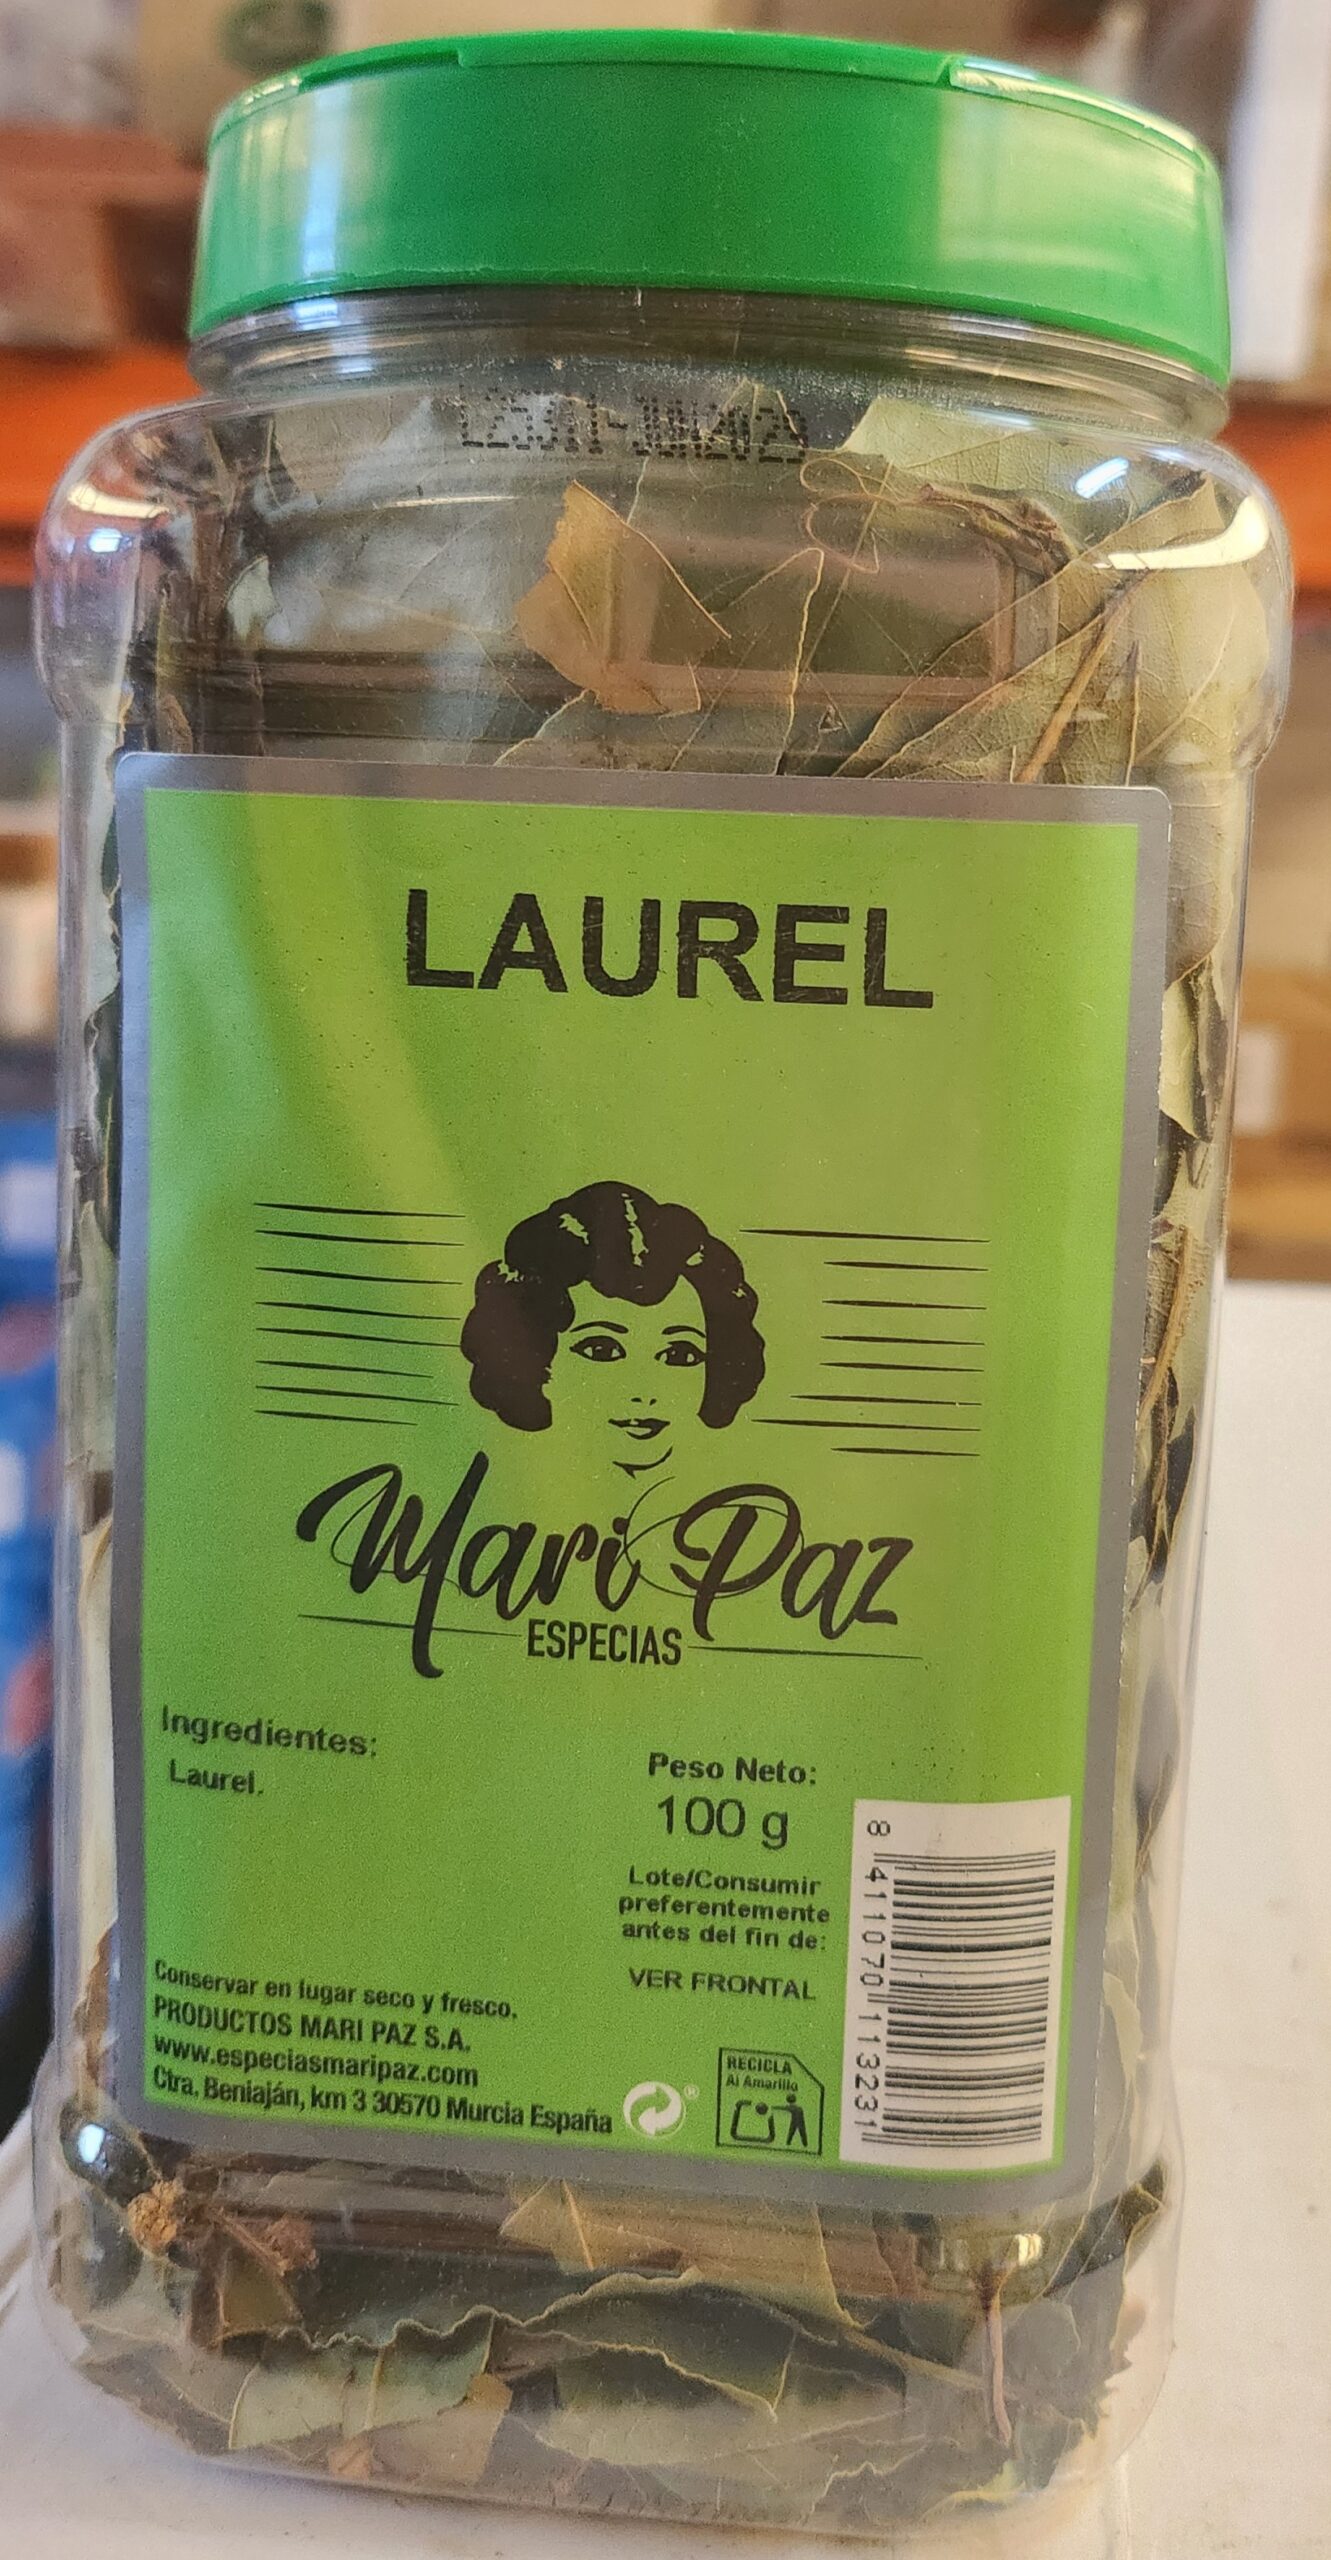 LAUREL
Mari Paz
ESPECIAS
Ingredientes:
Laurel.
Peso Neto:
100 g
Lote/Consumir
preferentemente
antes del fin de:
VER FRONTAL
Conservar en lugar seco y fresco.
PRODUCTOS MARI PAZ S.A.
www.especiasmaripaz.com
Ctra, Beniaján, km 3 30570 Murcia España
®
RECICLA
Al Amarillo
8 411070 113231